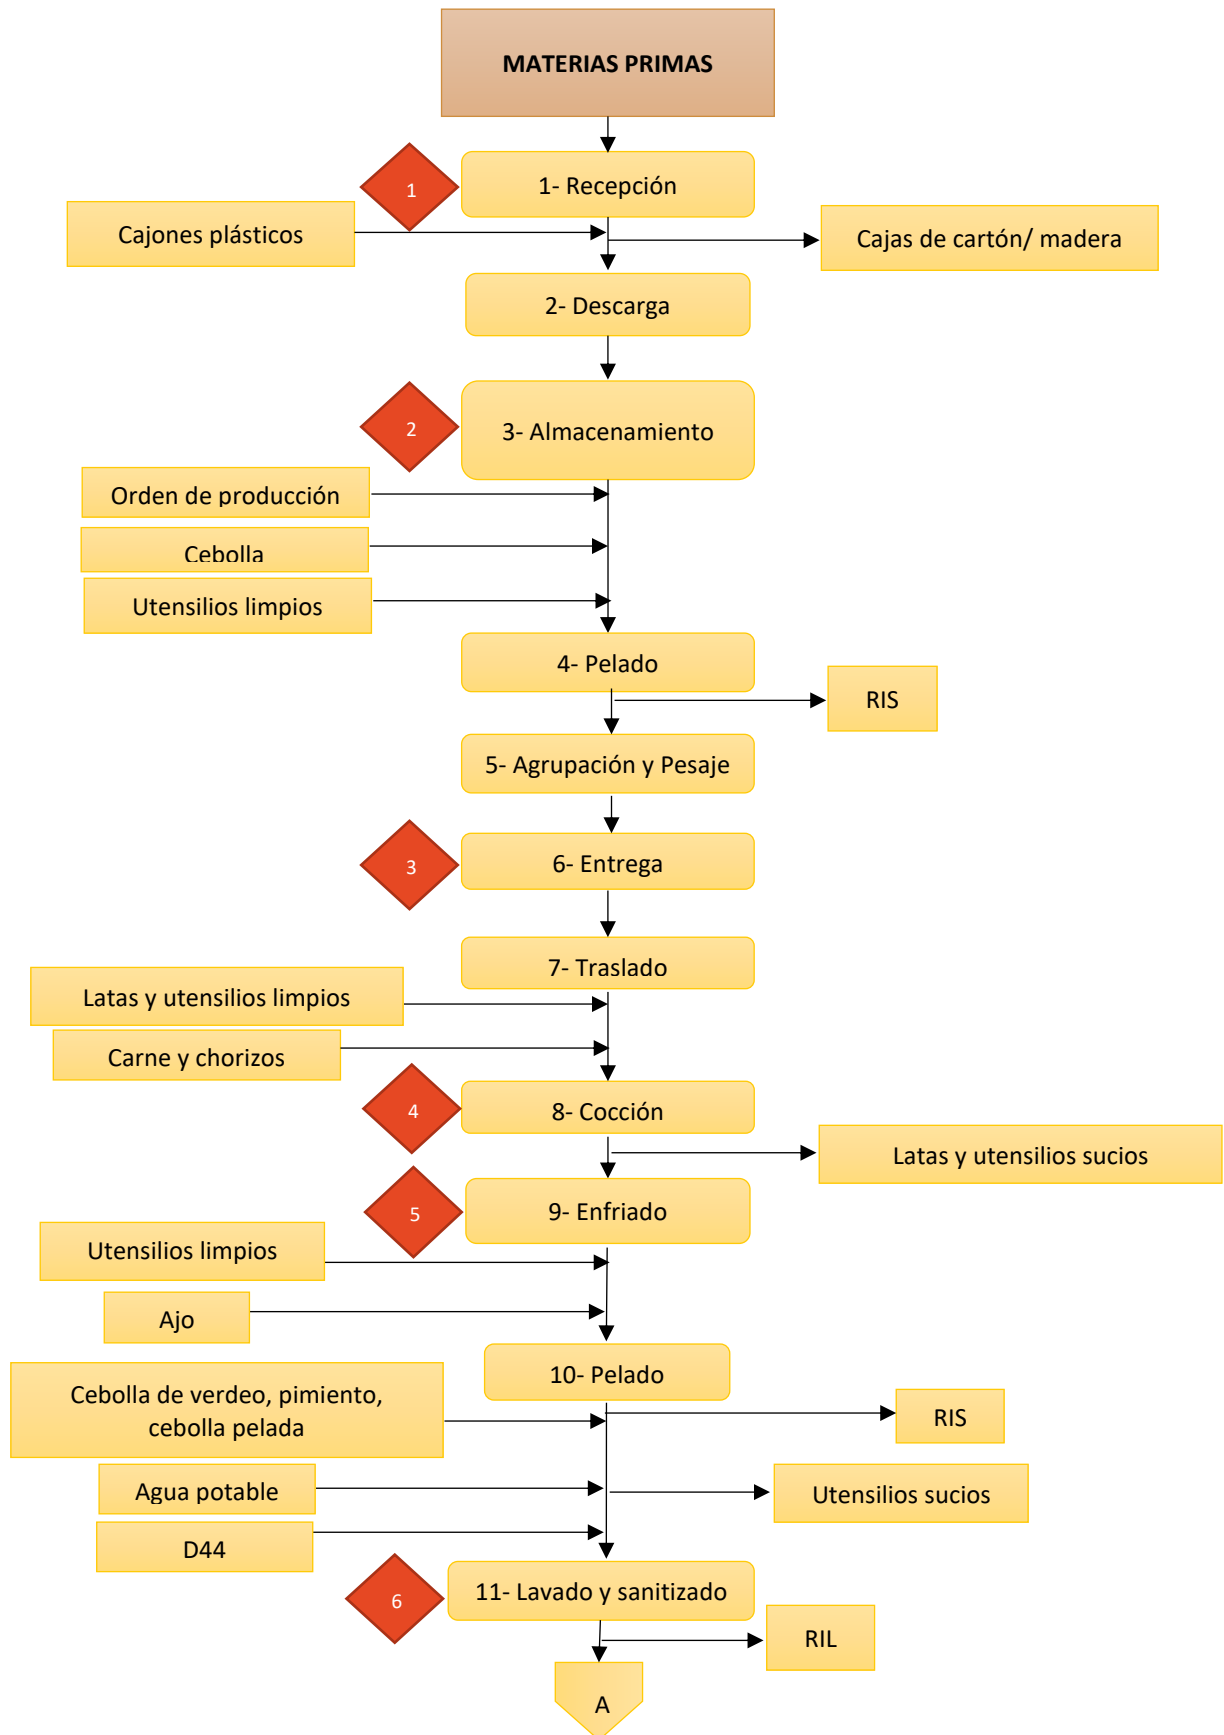 MATERIAS PRIMAS
1
1- Recepción
Cajones plásticos
Cajas de cartón/ madera
2- Descarga
2
3- Almacenamiento
Orden de producción
Cebolla
Utensilios limpios
4- Pelado
RIS
5- Agrupación y Pesaje
3
6- Entrega
7- Traslado
Latas y utensilios limpios
Carne y chorizos
4
8- Cocción
Latas y utensilios sucios
5
9- Enfriado
Utensilios limpios
Ajo
10- Pelado
Cebolla de verdeo, pimiento,
cebolla pelada
RIS
Agua potable
Utensilios sucios
D44
6
11- Lavado y sanitizado
RIL
A